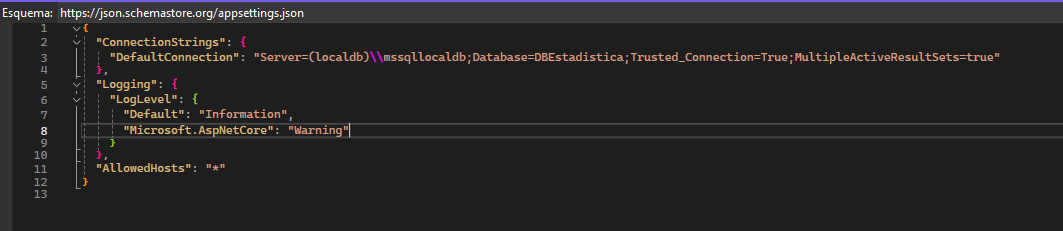 Esquema: https://json.schemastore.org/appsettings.json
1 {
2 "ConnectionStrings": {
3 "DefaultConnection": "Server=(localdb)\\mssqllocaldb;Database=DBEstadistica;Trusted_Connection=True;MultipleActiveResultSets=true"
4 },
5 "Logging": {
6 "LogLevel": {
7 "Default": "Information",
8 "Microsoft.AspNetCore": "Warning"
9 }
10 },
11 "AllowedHosts": "*"
12 }
13